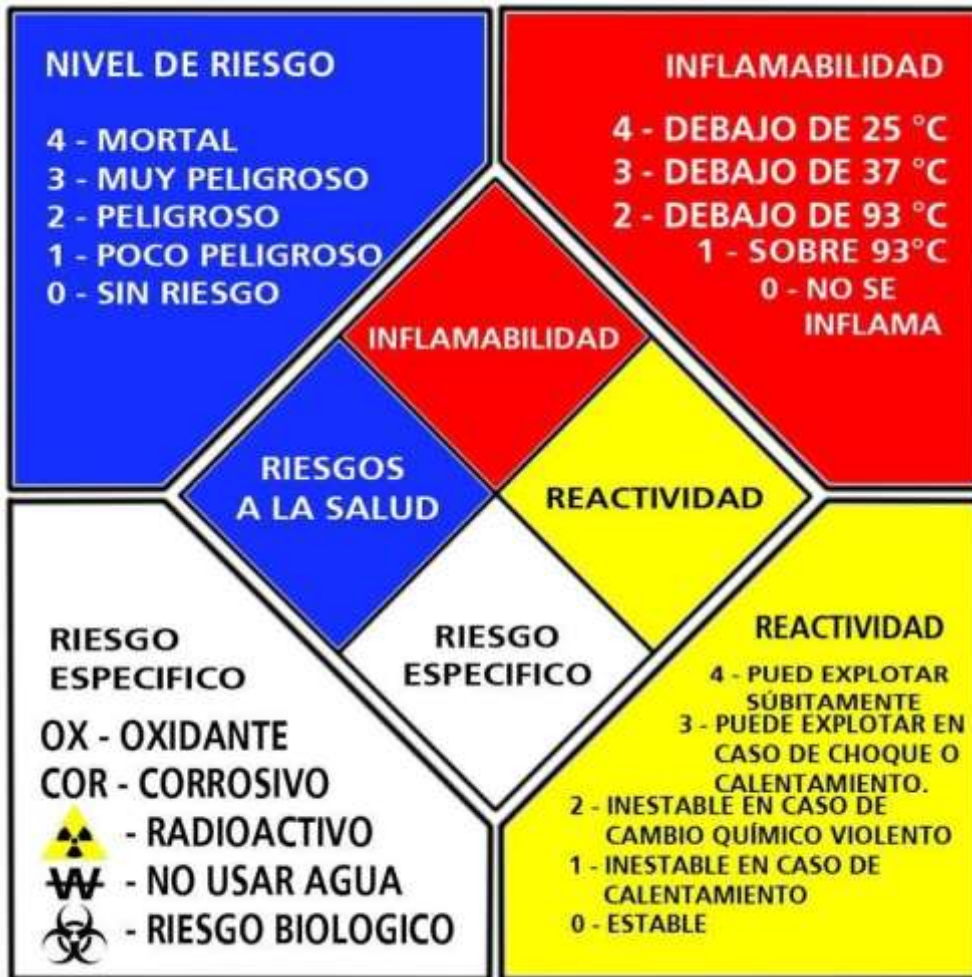 NIVEL DE RIESGO
4 - MORTAL
3 - MUY PELIGROSO
2 - PELIGROSO
1 - POCO PELIGROSO
0 - SIN RIESGO
INFLAMABILIDAD
4 - DEBAJO DE 25 °C
3 - DEBAJO DE 37 °C
2 - DEBAJO DE 93 °C
1 - SOBRE 93°C
0 - NO SE
INFLAMA
INFLAMABILIDAD
RIESGOS
A LA SALUD
REACTIVIDAD
RIESGO
ESPECIFICO
RIESGO
ESPECIFICO
OX - OXIDANTE
COR - CORROSIVO
- RADIOACTIVO
W - NO USAR AGUA
- RIESGO BIOLOGICO
REACTIVIDAD
4 - PUED EXPLOTAR
SÚBITAMENTE
3 - PUEDE EXPLOTAR EN
CASO DE CHOQUE O
CALENTAMIENTO.
2 - INESTABLE EN CASO DE
CAMBIO QUÍMICO VIOLENTO
1 - INESTABLE EN CASO DE
CALENTAMIENTO
0 - ESTABLE